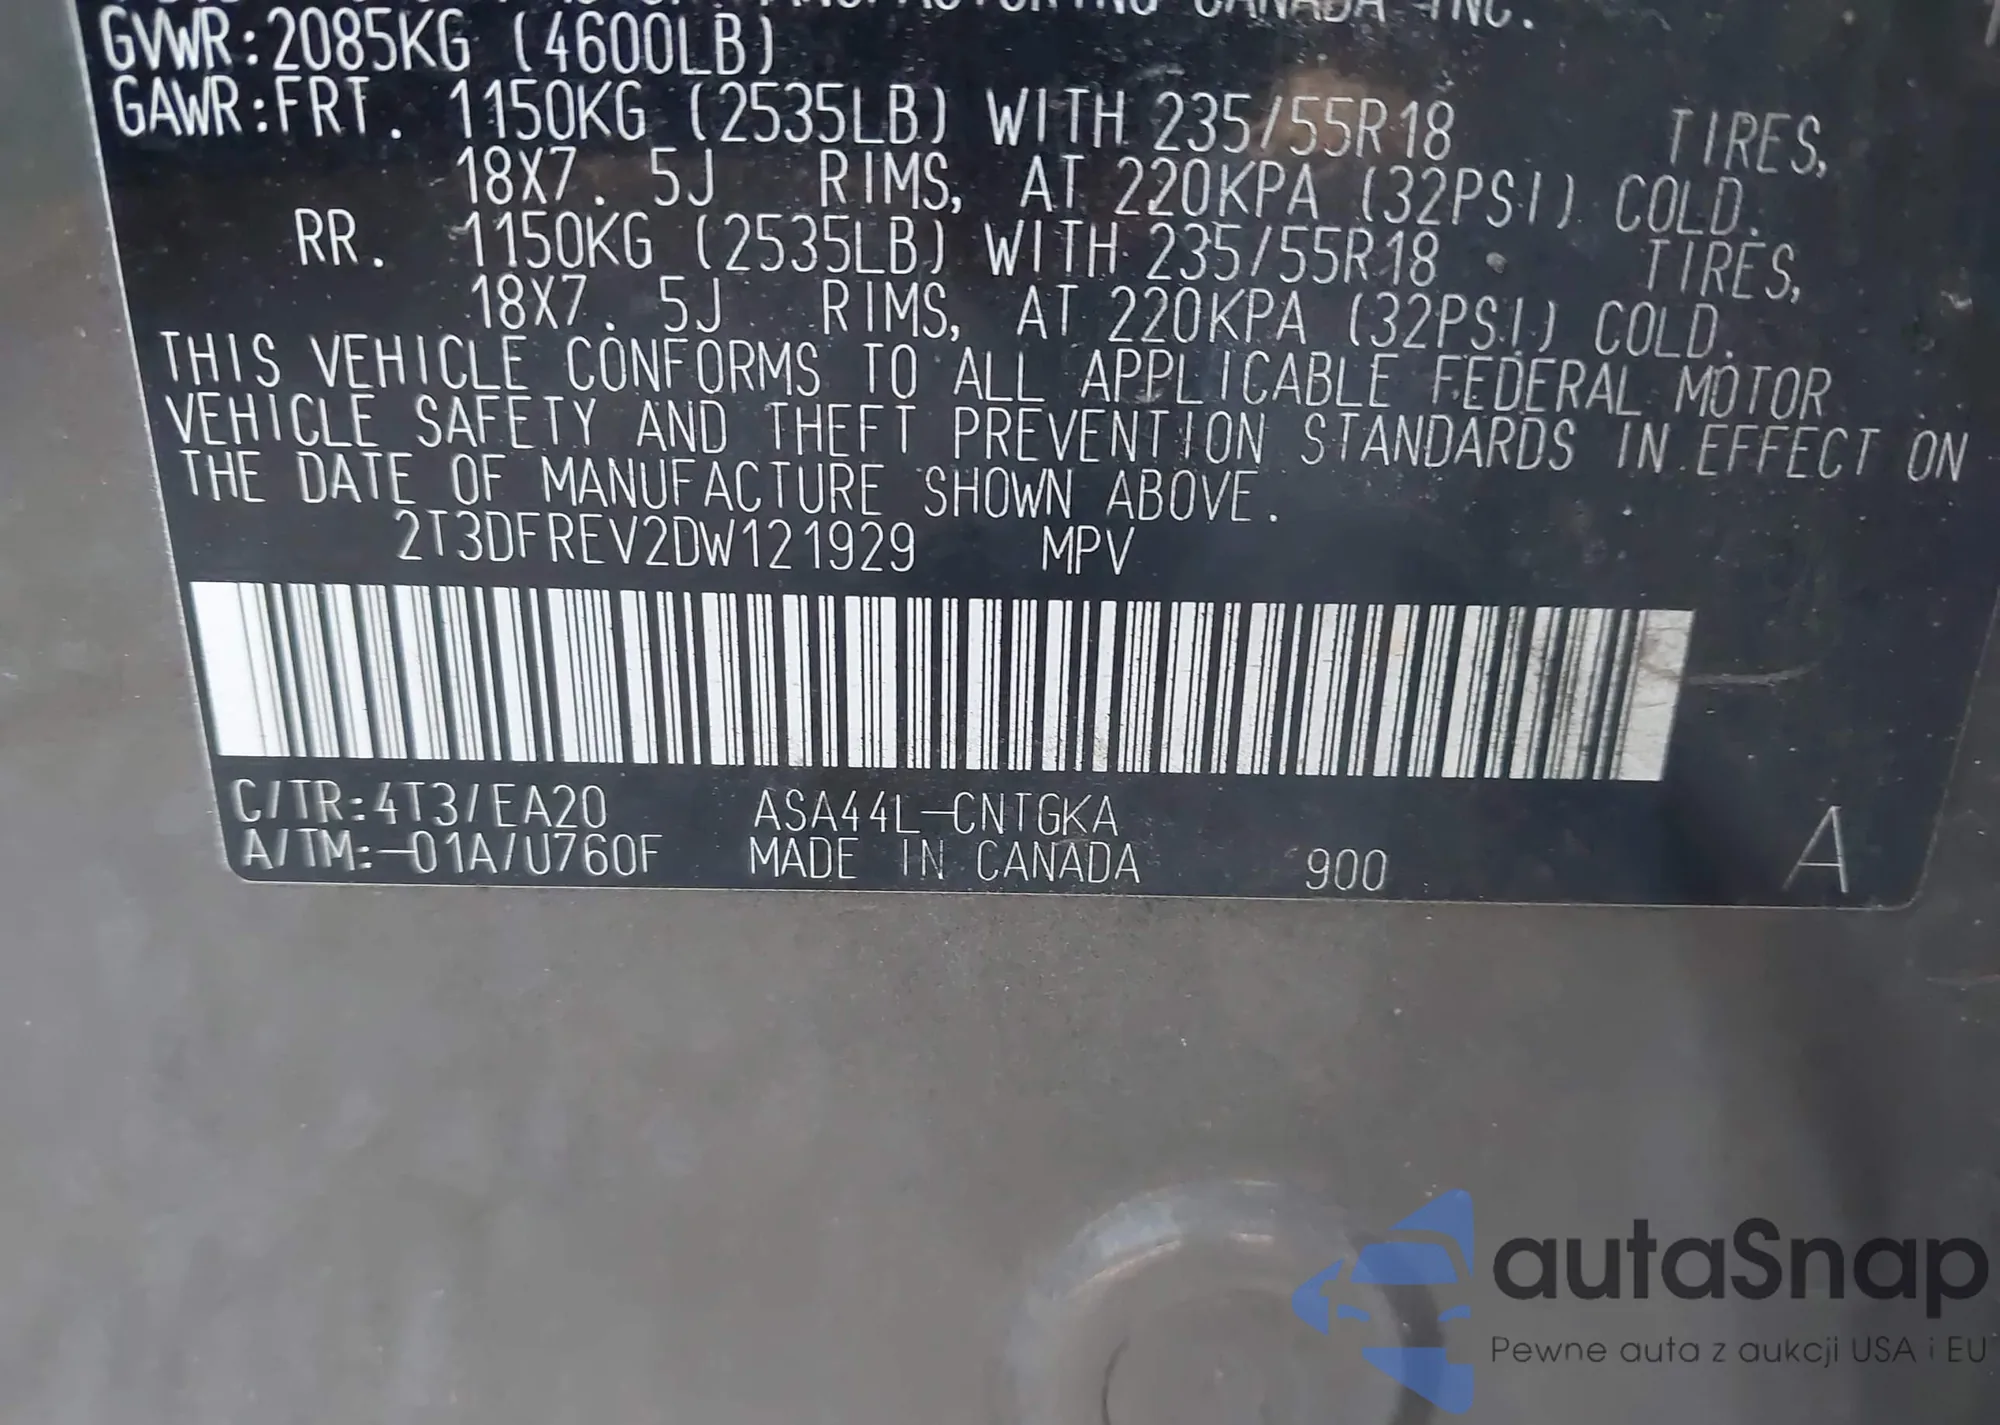 MANUFACTURING CANADA INC.
GVWR:2085KG (4600LB)
GAWR:FRT. 1150KG (2535LB) WITH 235/55R18 TIRES,
18X7.5J RIMS, AT 220KPA (32PSI) COLD.
RR. 1150KG (2535LB) WITH 235/55R18 TIRES,
18X7.5J RIMS, AT 220KPA (32PSI) COLD.
THIS VEHICLE CONFORMS TO ALL APPLICABLE FEDERAL MOTOR
VEHICLE SAFETY AND THEFT PREVENTION STANDARDS IN EFFECT ON
THE DATE OF MANUFACTURE SHOWN ABOVE.
2T3DFREV2DW121929 MPV
C/TR:4T3/EA20 ASA44L-CNTGKA
A/TM:-01A/U760F MADE IN CANADA 900 A
autaSnap
Pewne auta z aukcji USA i EU